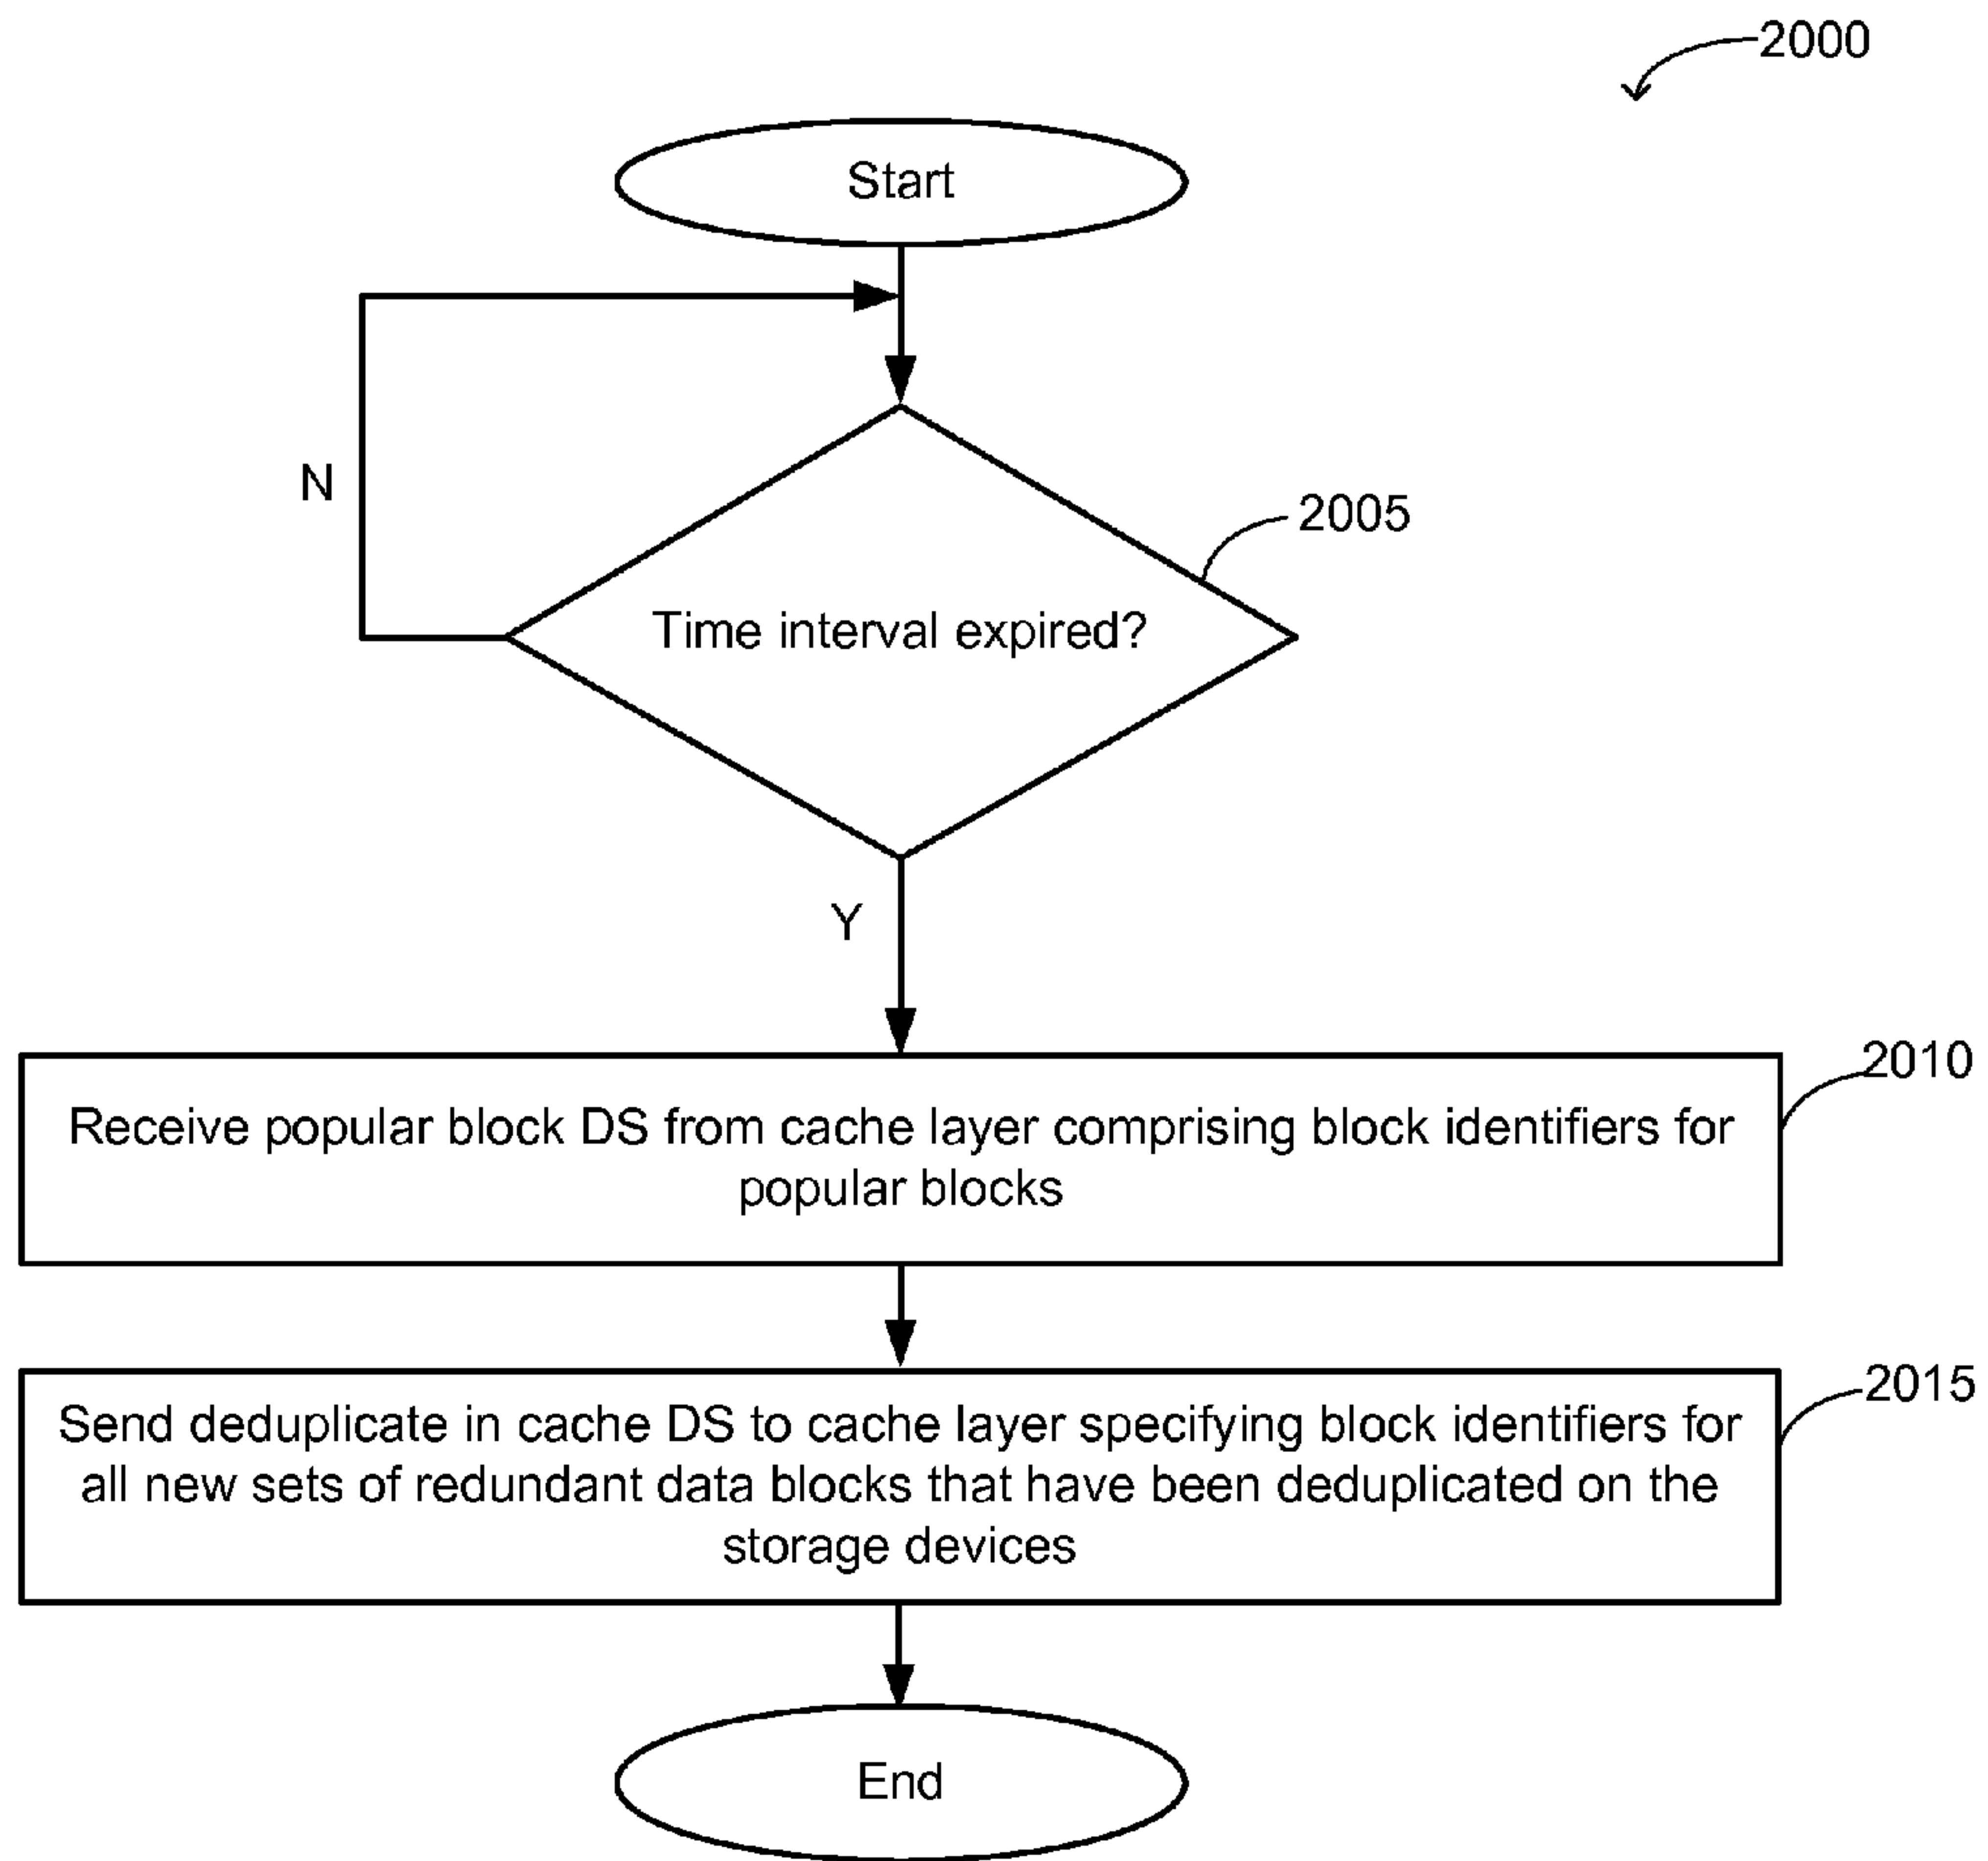 2000
Start
N
2005
Time interval expired?
Y
2010
Receive popular block DS from cache layer comprising block identifiers for
popular blocks
2015
Send deduplicate in cache DS to cache layer specifying block identifiers for
all new sets of redundant data blocks that have been deduplicated on the
storage devices
End